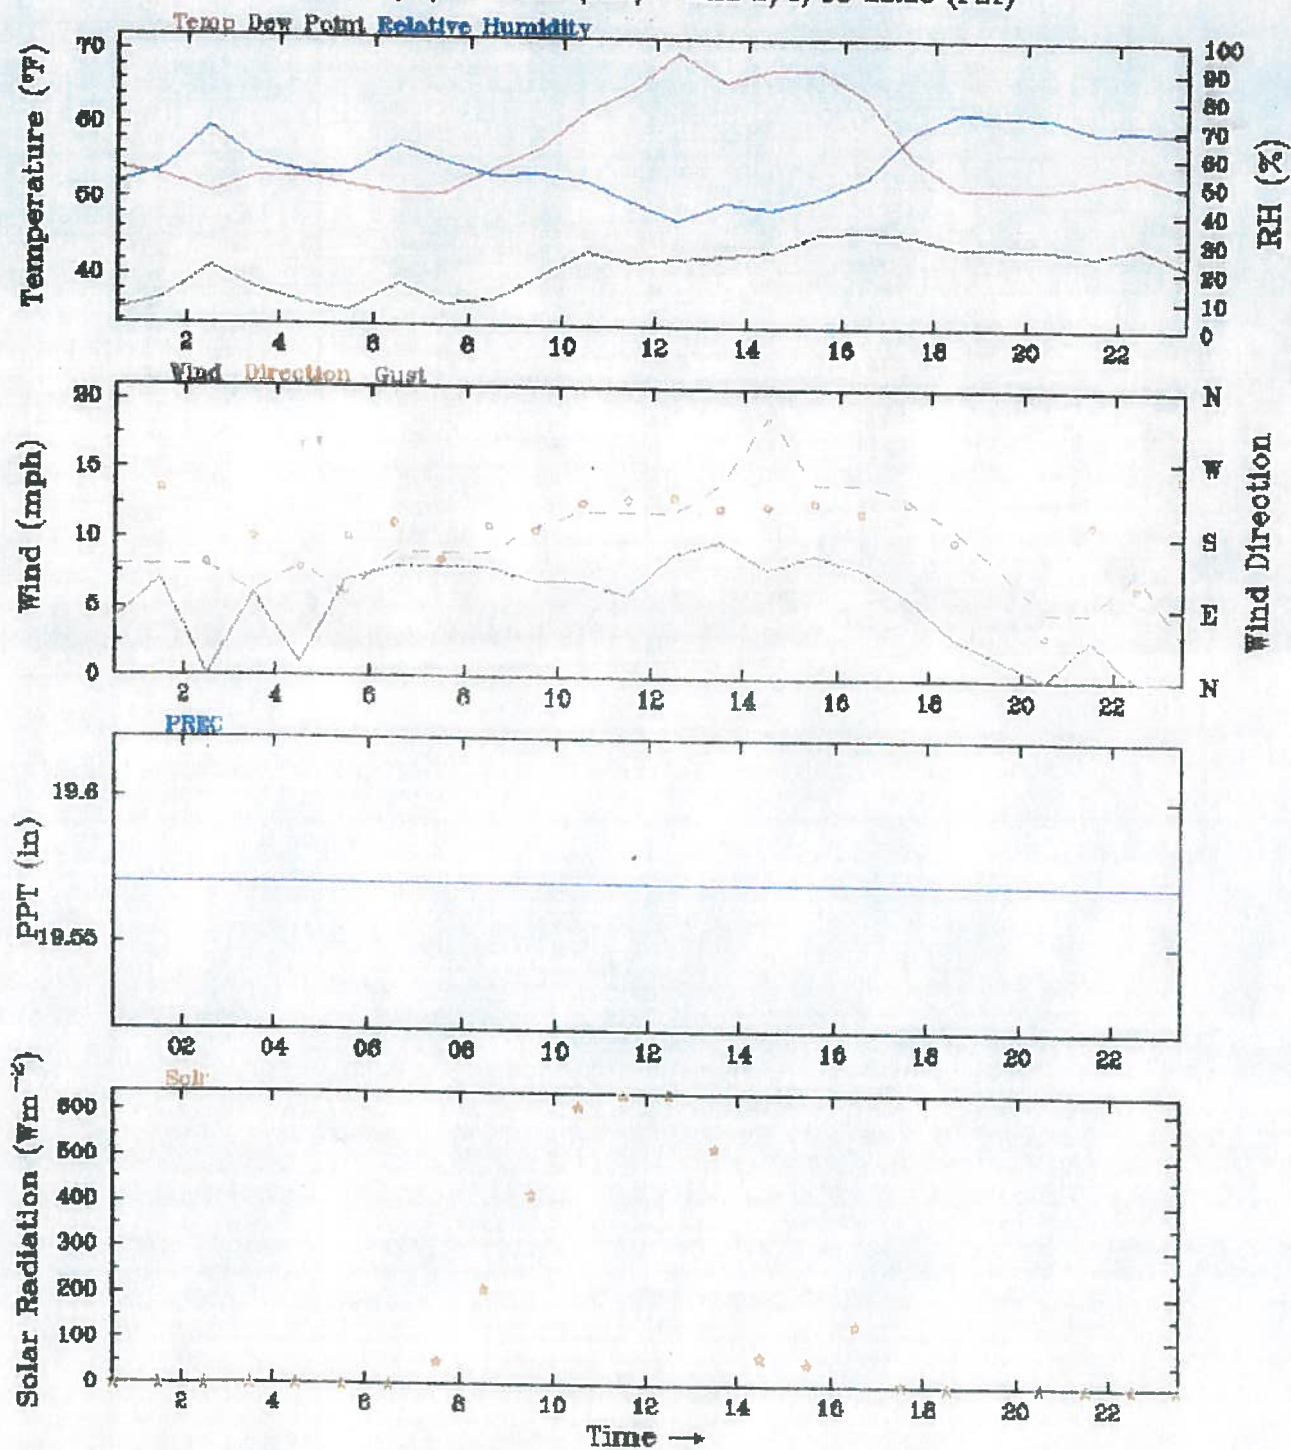 Temp Dew Point Relative Humidity
Temperature (°F)
70
60
50
40
100
90
80
70
60
50
40
30
20
10
0
RH (%)
2 4 6 8 10 12 14 16 18 20 22
Wind Direction Gust
Wind (mph)
20
15
10
5
0
N
W
S
E
N
Wind Direction
2 4 6 8 10 12 14 16 18 20 22
PREC
PPT (in)
19.6
19.55
02 04 06 08 10 12 14 16 18 20 22
Solr
Solar Radiation (Wm⁻²)
600
500
400
300
200
100
0
2 4 6 8 10 12 14 16 18 20 22
Time →